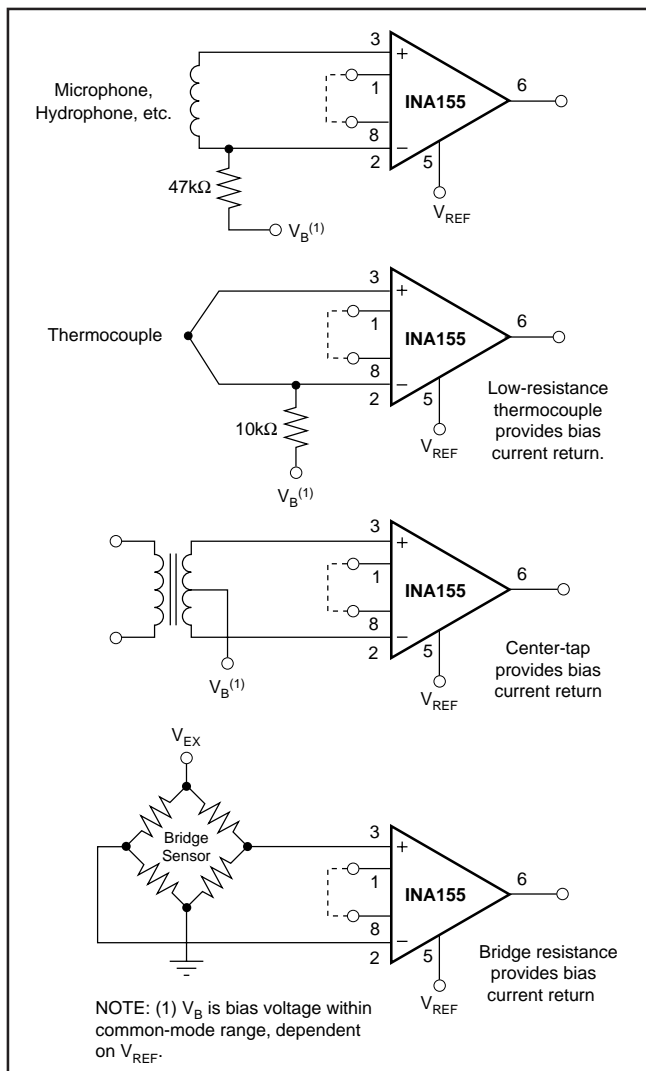 3
Microphone,
Hydrophone, etc.
+
1
INA155
6
8
2
−
5
47kΩ
V_B(1)
V_REF
3
Thermocouple
+
1
INA155
6
8
2
−
5
10kΩ
V_B(1)
V_REF
Low-resistance
thermocouple
provides bias
current return.
3
+
1
INA155
6
8
2
−
5
V_B(1)
V_REF
Center-tap
provides bias
current return
V_EX
Bridge
Sensor
3
+
1
INA155
6
8
2
−
5
V_REF
Bridge resistance
provides bias
current return
NOTE: (1) V_B is bias voltage within
common-mode range, dependent
on V_REF.